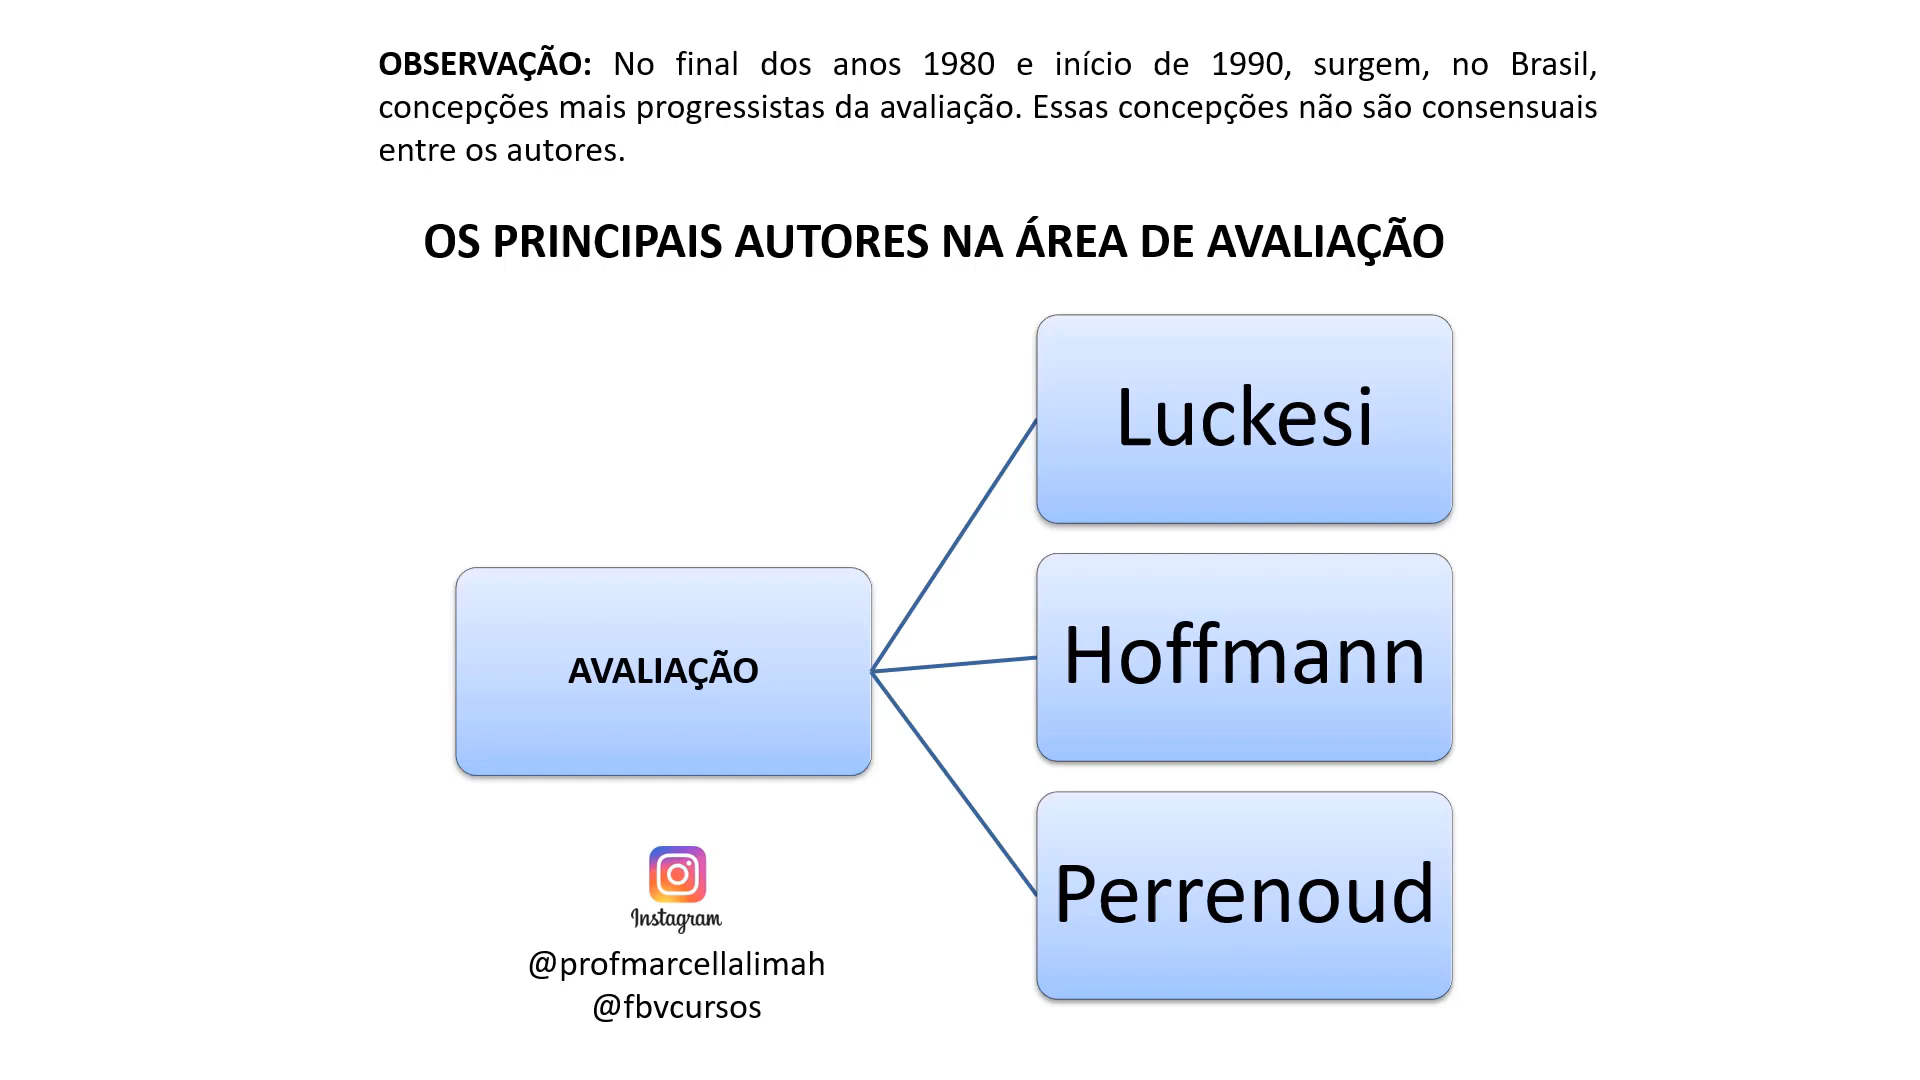 OBSERVAÇÃO: No final dos anos 1980 e início de 1990, surgem, no Brasil,
concepções mais progressistas da avaliação. Essas concepções não são consensuais
entre os autores.
OS PRINCIPAIS AUTORES NA ÁREA DE AVALIAÇÃO
Luckesi
Hoffmann
AVALIAÇÃO
Perrenoud
Instagram
@profmarcellalimah
@fbvcursos